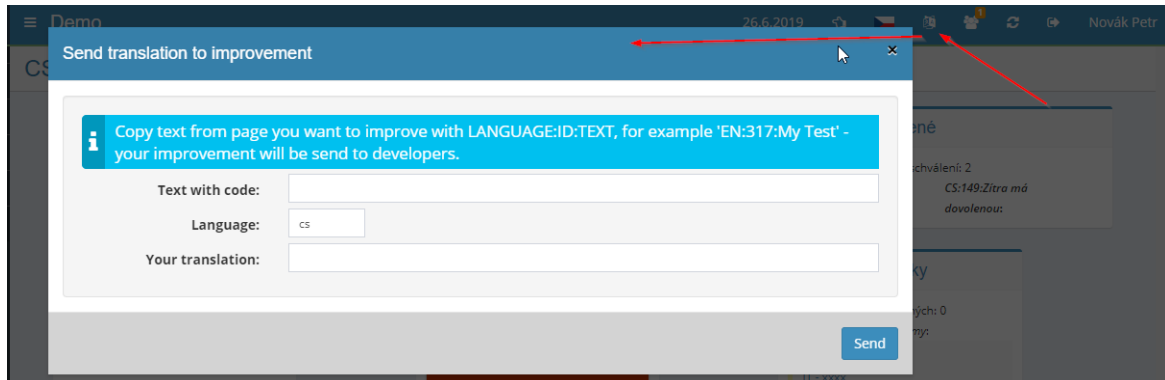 Demo
26.6.2019
1
Novák Petr
Send translation to improvement
×
CS
i
Copy text from page you want to improve with LANGUAGE:ID:TEXT, for example 'EN:317:My Test' -
your improvement will be send to developers.
Text with code:
Language:
cs
Your translation:
Send
ené
schválení: 2
CS:149:Zítra má
dovolenou:
ky
ných: 0
my: